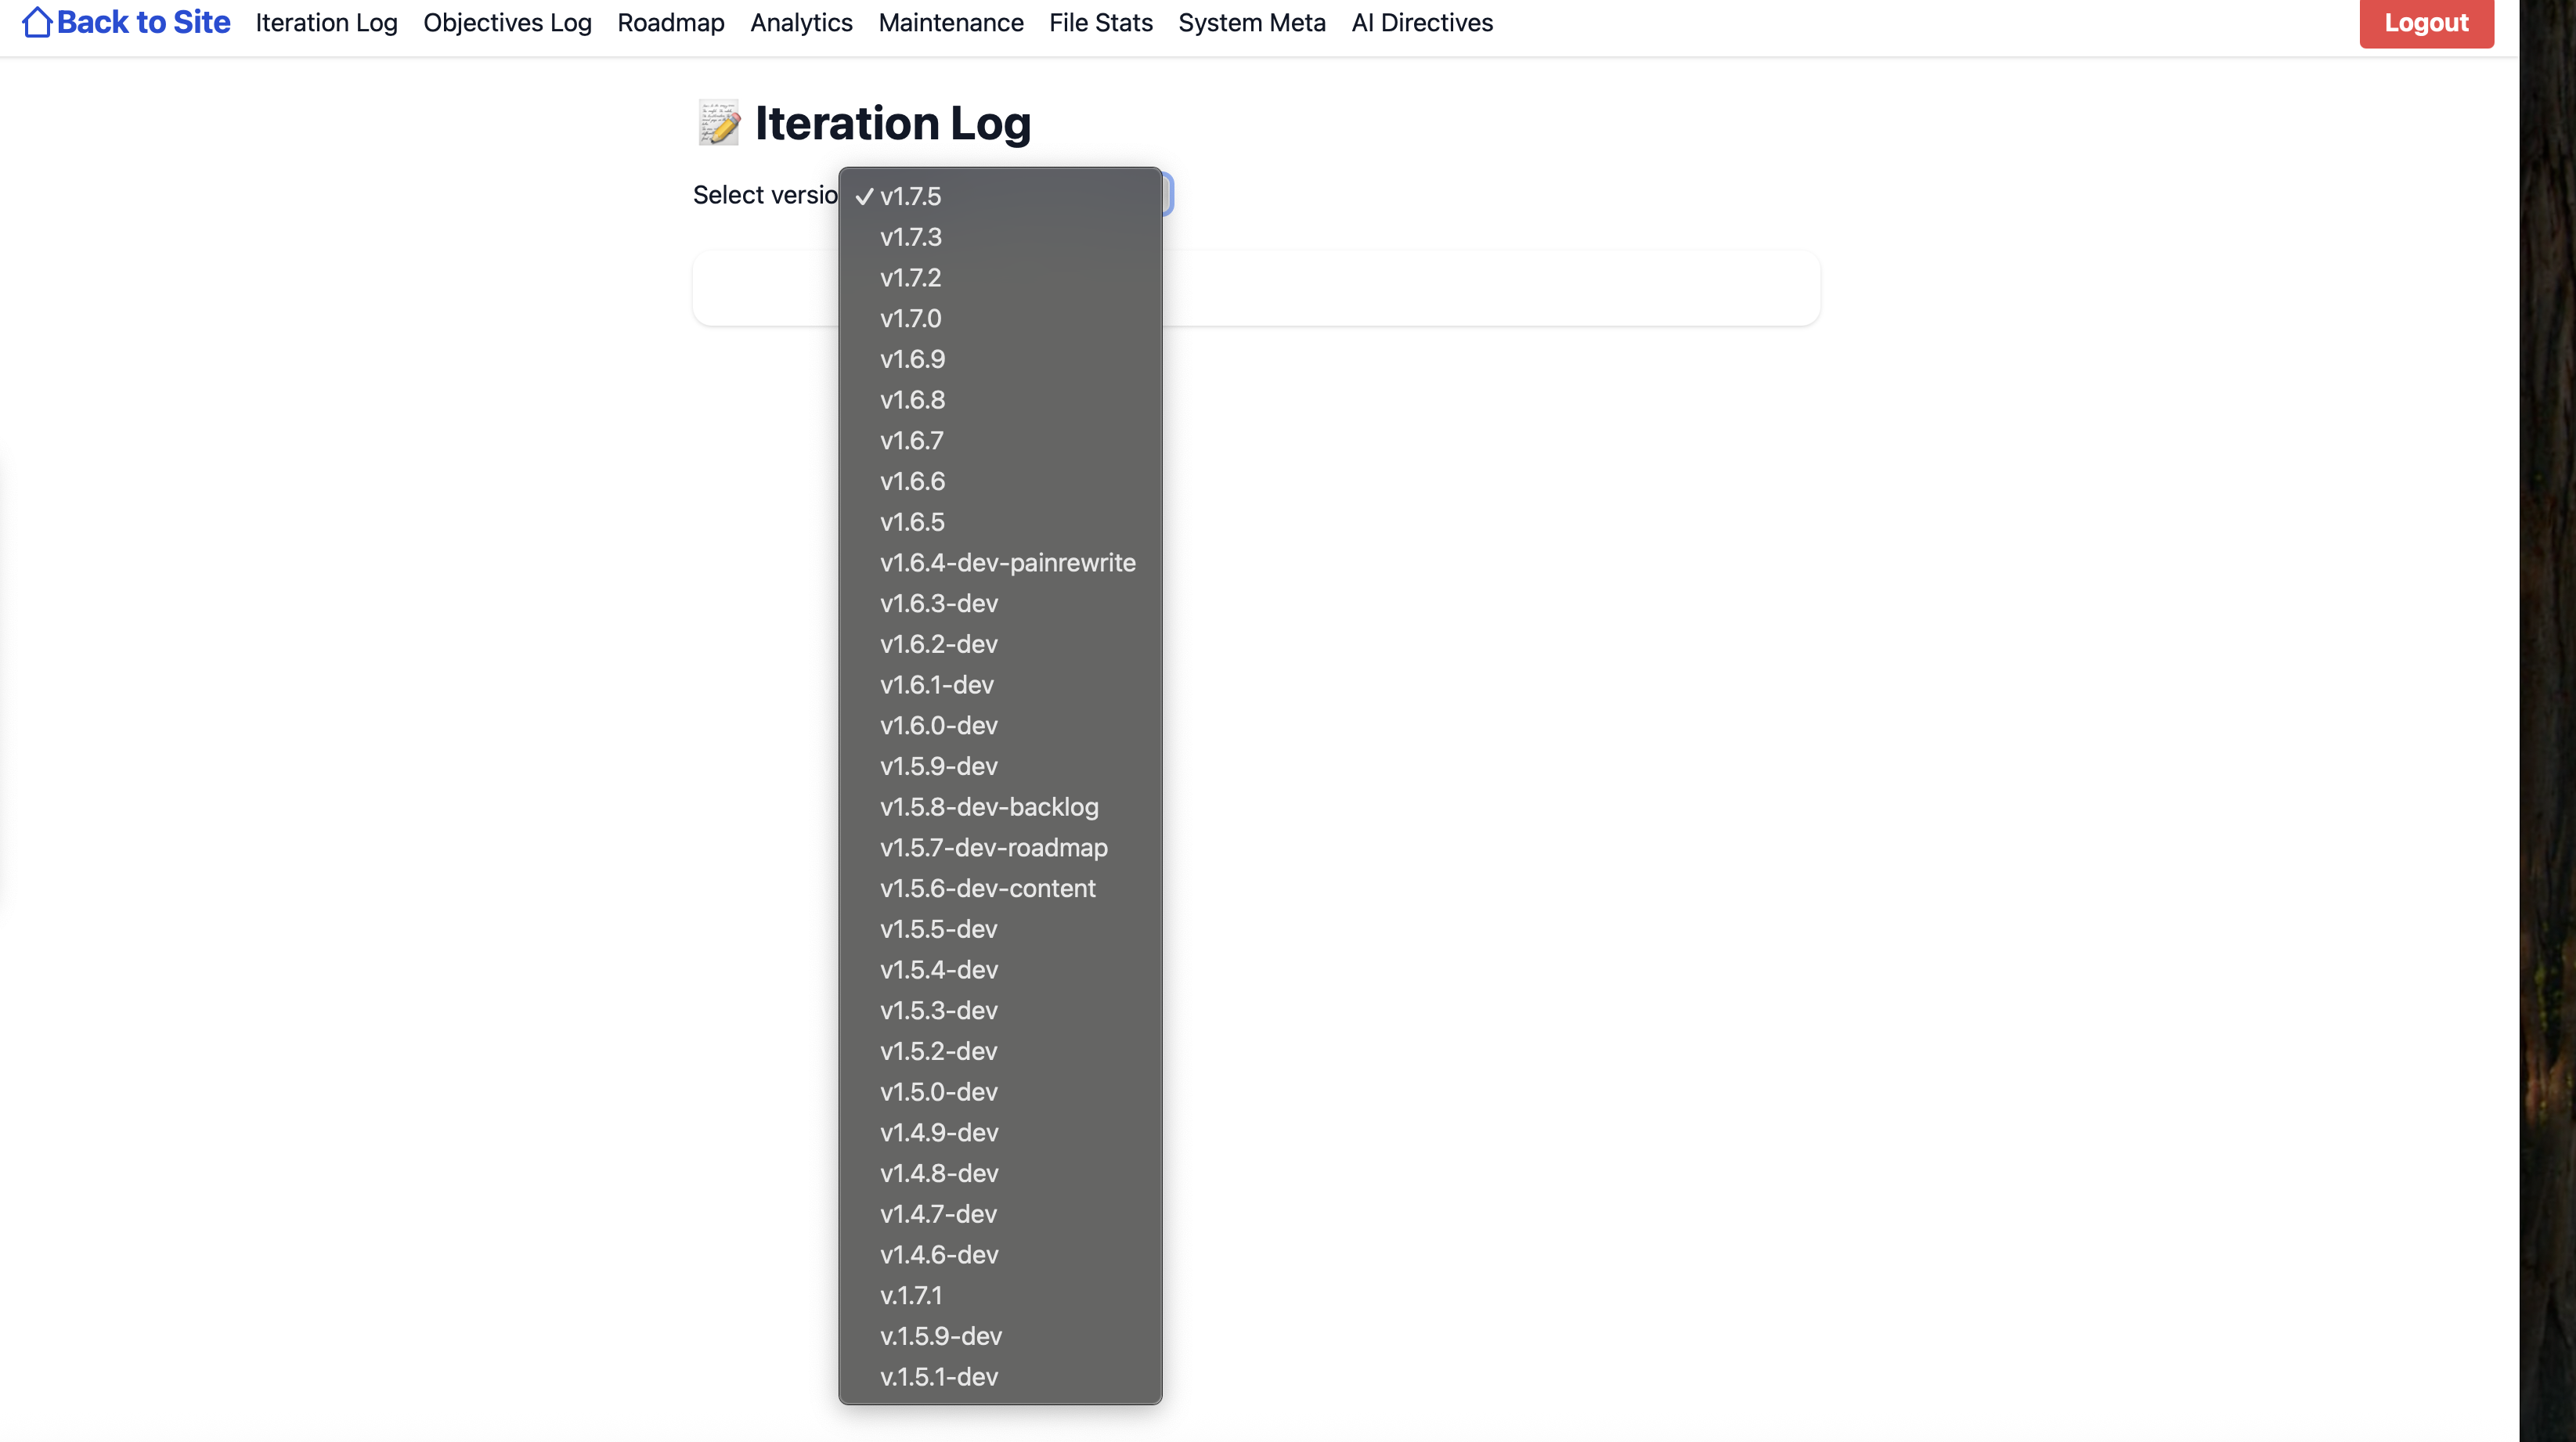 Back to Site Iteration Log Objectives Log Roadmap Analytics Maintenance File Stats System Meta AI Directives Logout
Iteration Log
Select versio
✓ v1.7.5
v1.7.3
v1.7.2
v1.7.0
v1.6.9
v1.6.8
v1.6.7
v1.6.6
v1.6.5
v1.6.4-dev-painrewrite
v1.6.3-dev
v1.6.2-dev
v1.6.1-dev
v1.6.0-dev
v1.5.9-dev
v1.5.8-dev-backlog
v1.5.7-dev-roadmap
v1.5.6-dev-content
v1.5.5-dev
v1.5.4-dev
v1.5.3-dev
v1.5.2-dev
v1.5.0-dev
v1.4.9-dev
v1.4.8-dev
v1.4.7-dev
v1.4.6-dev
v.1.7.1
v.1.5.9-dev
v.1.5.1-dev